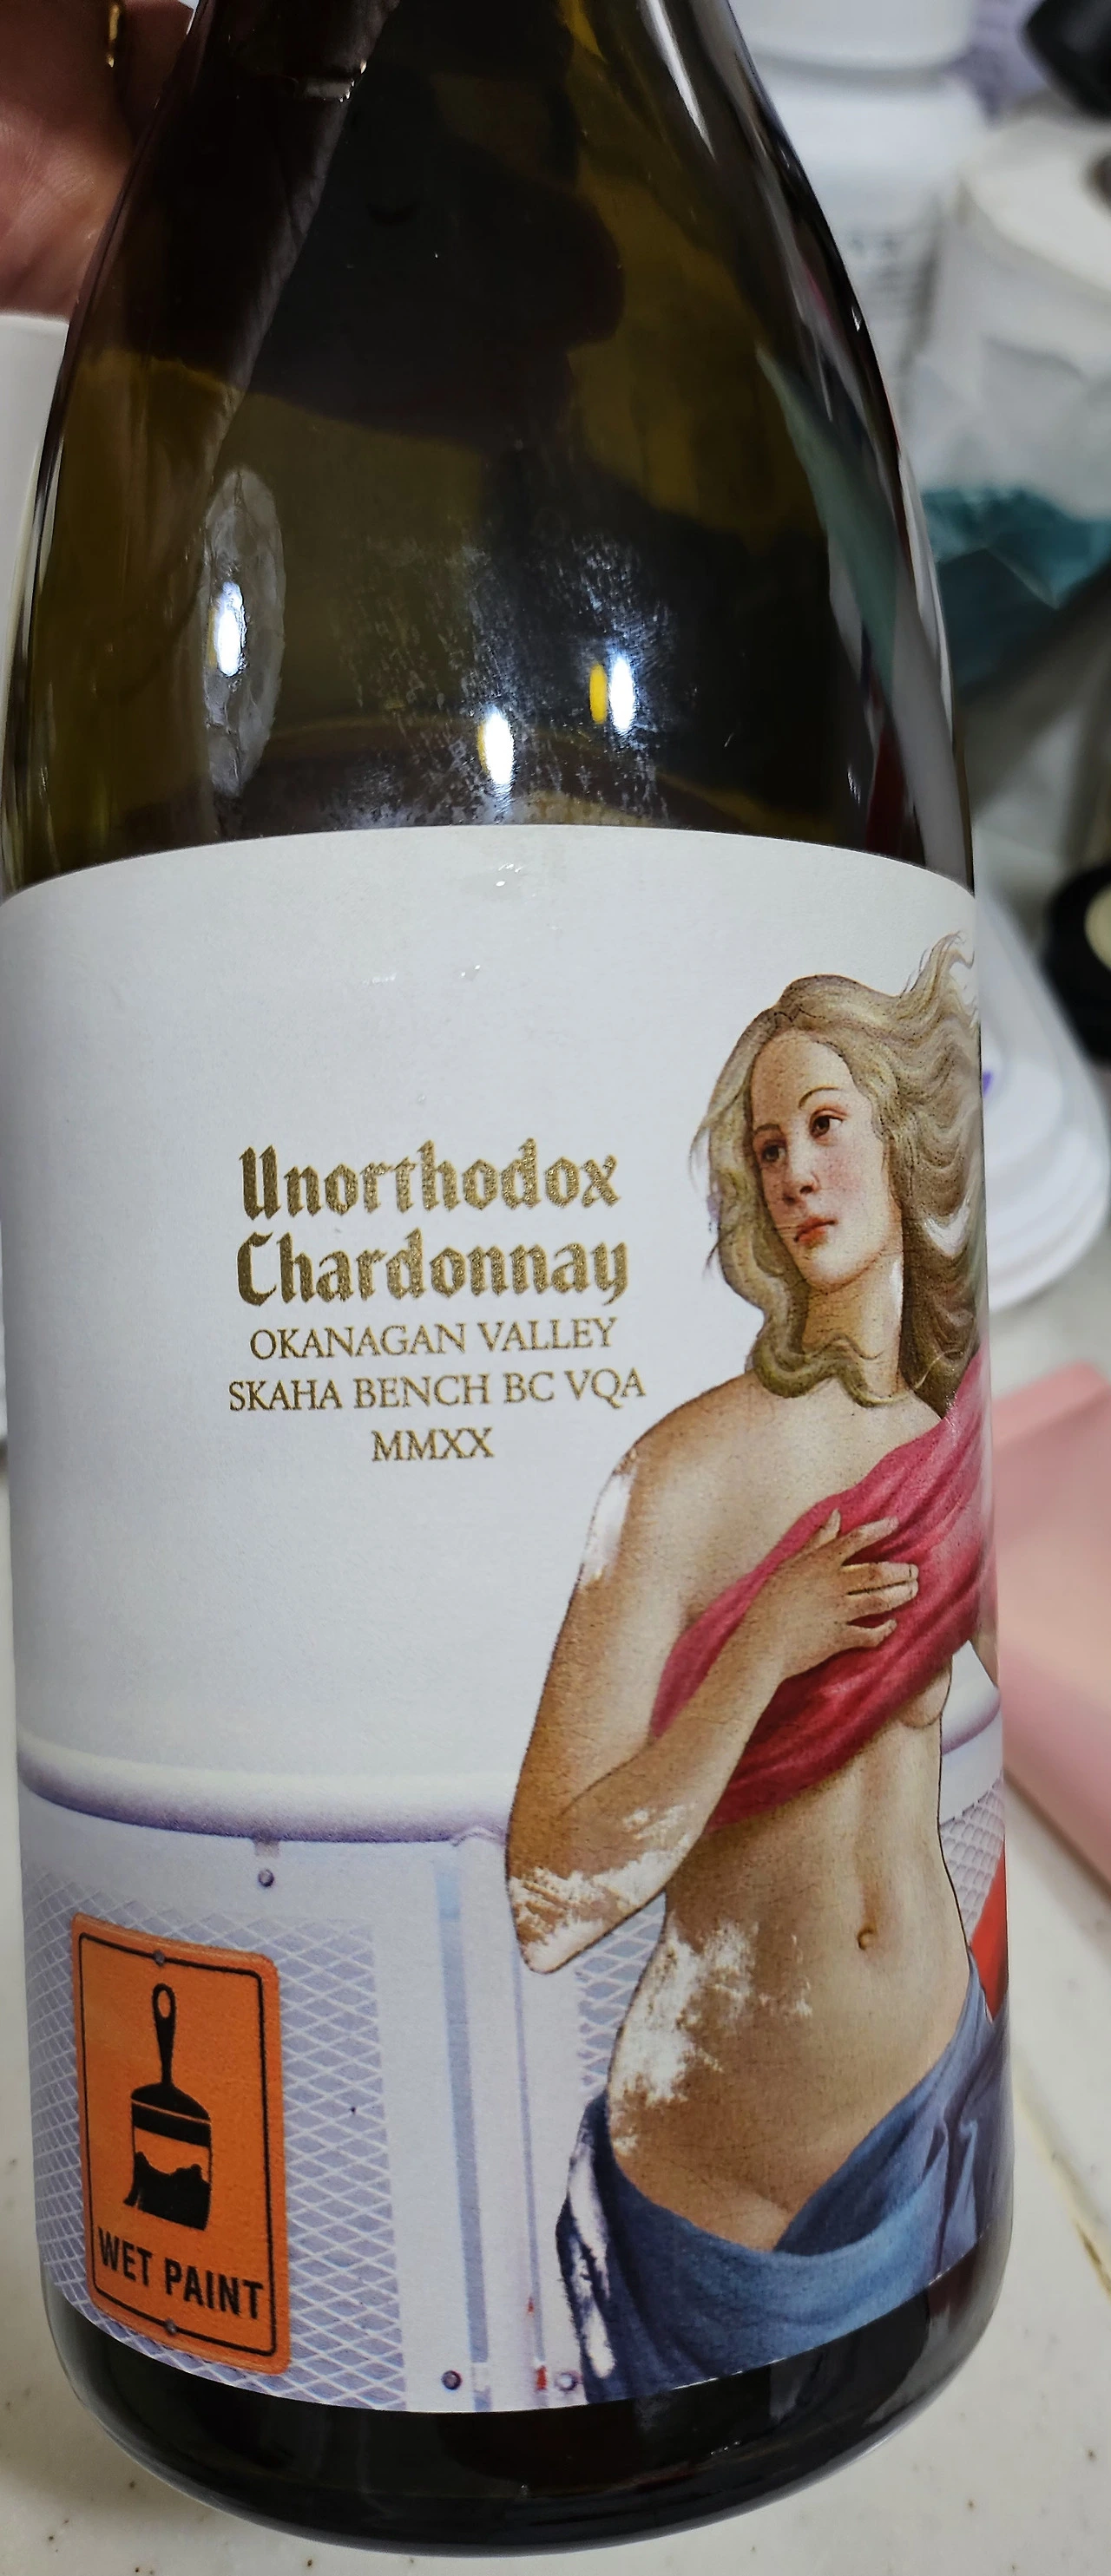 Unorthodox
Chardonnay
OKANAGAN VALLEY
SKAHA BENCH BC VQA
MMXX
WET PAINT